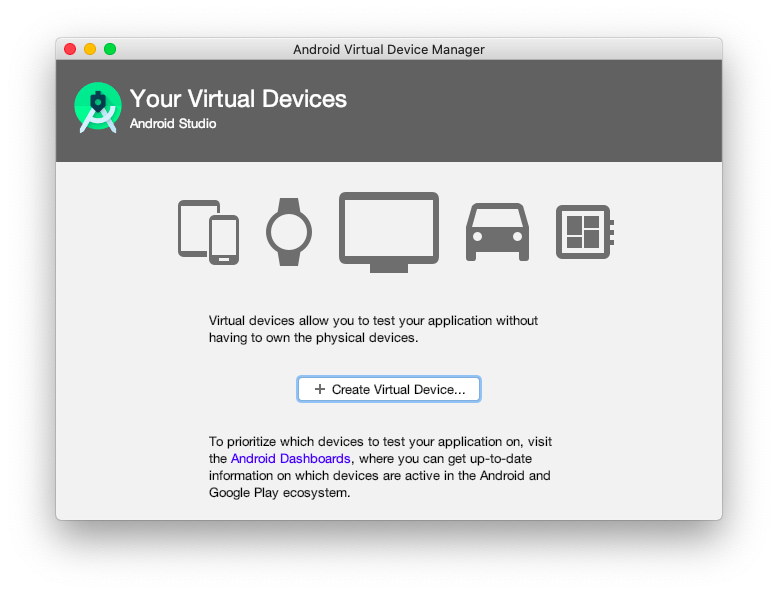 Android Virtual Device Manager
Your Virtual Devices
Android Studio
Virtual devices allow you to test your application without
having to own the physical devices.
+ Create Virtual Device...
To prioritize which devices to test your application on, visit
the Android Dashboards, where you can get up-to-date
information on which devices are active in the Android and
Google Play ecosystem.